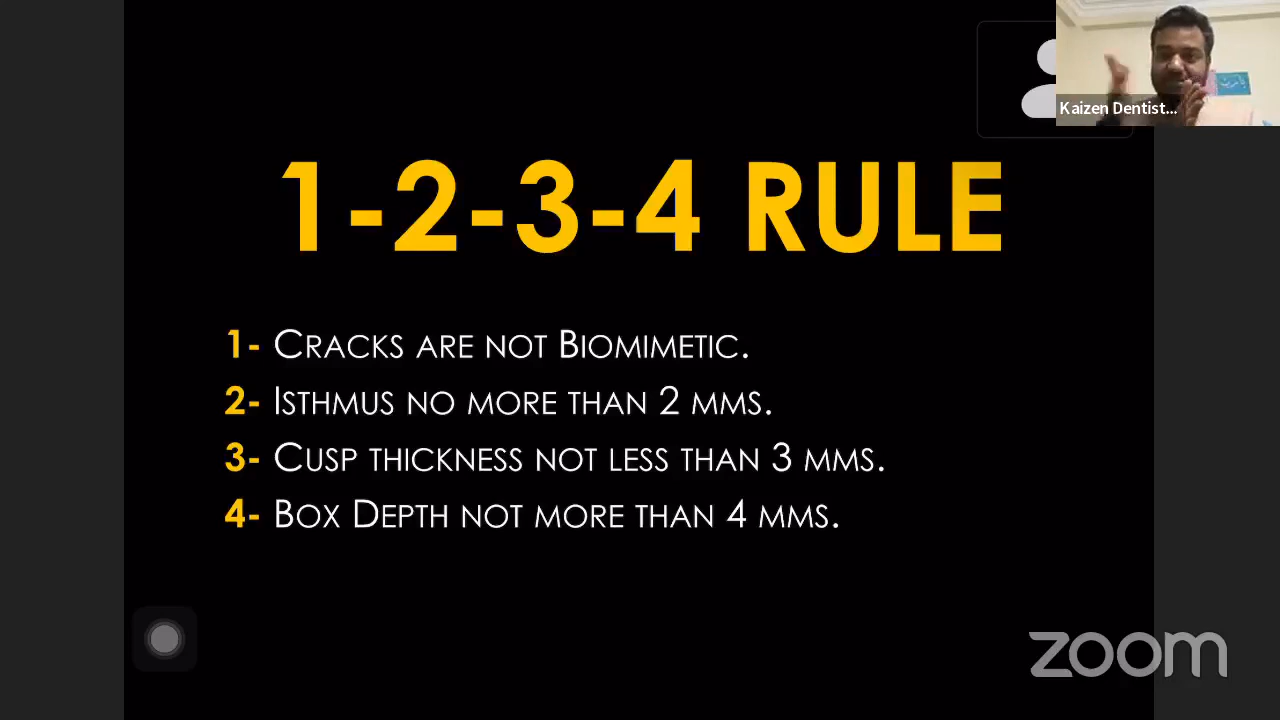 Kaizen Dentist...
1-2-3-4 RULE
1- Cracks are not Biomimetic.
2- Isthmus no more than 2 mms.
3- Cusp thickness not less than 3 mms.
4- Box Depth not more than 4 mms.
zoom